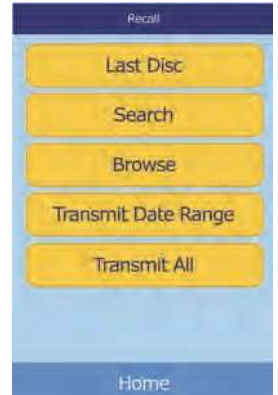 Recall
Last Disc
Search
Browse
Transmit Date Range
Transmit All
Home